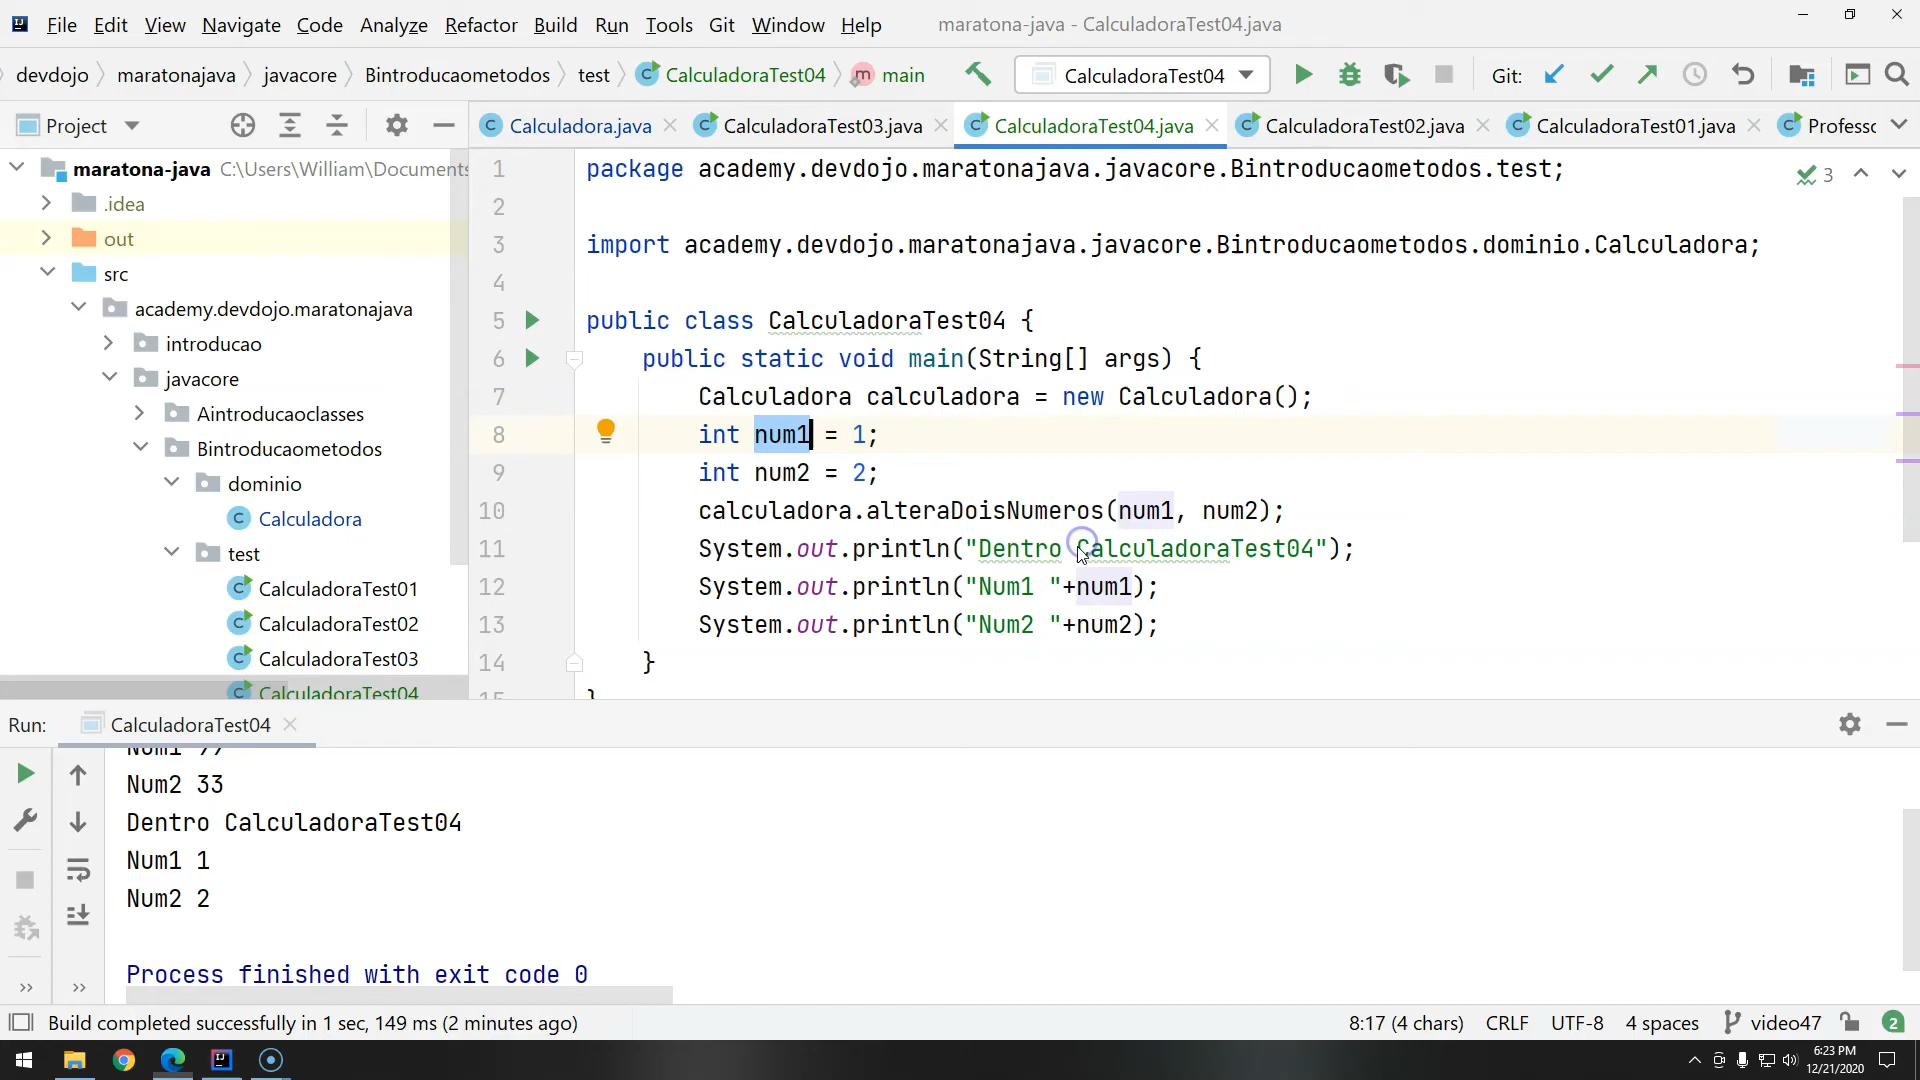 File Edit View Navigate Code Analyze Refactor Build Run Tools Git Window Help maratona-java - CalculadoraTest04.java
devdojo maratonajava javacore Bintroducaometodos test CalculadoraTest04 main CalculadoraTest04 Git:
Project Calculadora.java CalculadoraTest03.java CalculadoraTest04.java CalculadoraTest02.java CalculadoraTest01.java Professo
maratona-java C:\Users\William\Documents
.idea
out
src
academy.devdojo.maratonajava
introducao
javacore
Aintroducaoclasses
Bintroducaometodos
dominio
Calculadora
test
CalculadoraTest01
CalculadoraTest02
CalculadoraTest03
CalculadoraTest04
1 package academy.devdojo.maratonajava.javacore.Bintroducaometodos.test; 3
2
3 import academy.devdojo.maratonajava.javacore.Bintroducaometodos.dominio.Calculadora;
4
5 public class CalculadoraTest04 {
6 public static void main(String[] args) {
7 Calculadora calculadora = new Calculadora();
8 int num1 = 1;
9 int num2 = 2;
10 calculadora.alteraDoisNumeros(num1, num2);
11 System.out.println("Dentro CalculadoraTest04");
12 System.out.println("Num1 "+num1);
13 System.out.println("Num2 "+num2);
14 }
15 }
Run: CalculadoraTest04
Num1 99
Num2 33
Dentro CalculadoraTest04
Num1 1
Num2 2
Process finished with exit code 0
Build completed successfully in 1 sec, 149 ms (2 minutes ago) 8:17 (4 chars) CRLF UTF-8 4 spaces video47 2
6:23 PM
12/21/2020